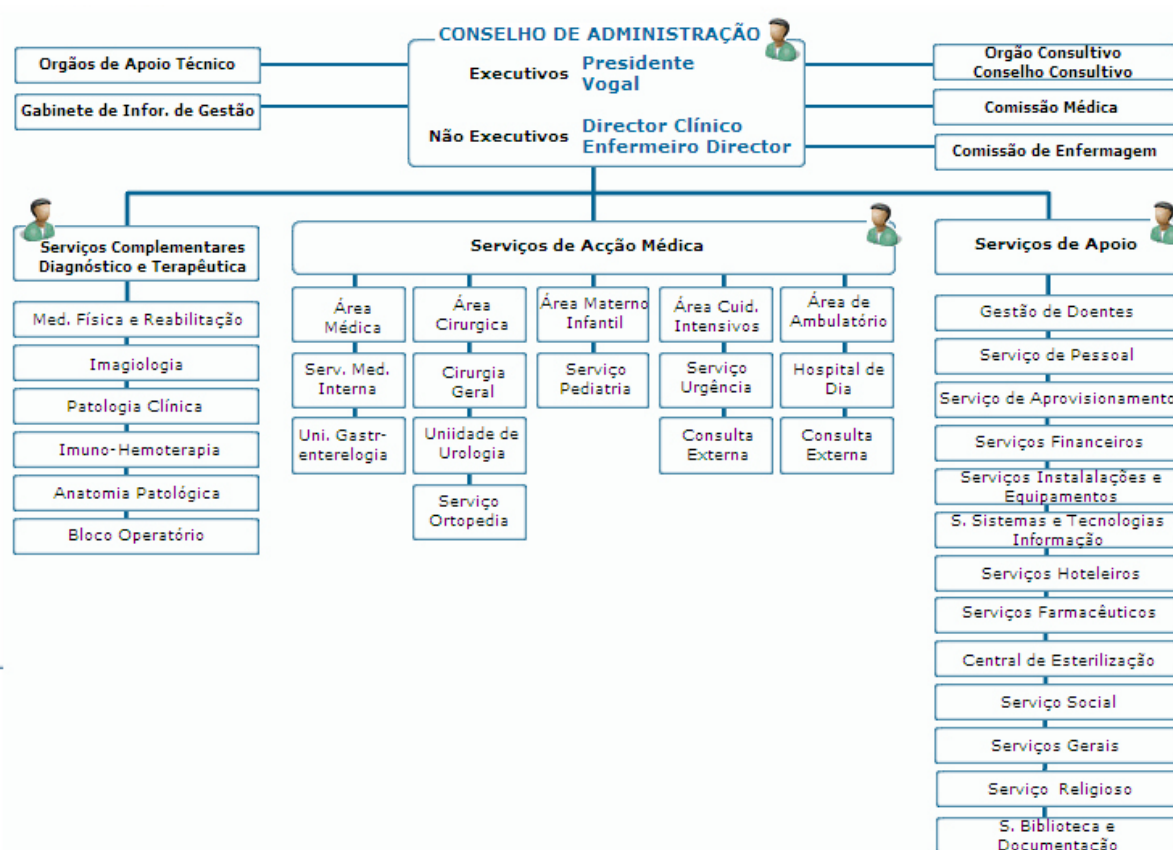 CONSELHO DE ADMINISTRAÇÃO
Executivos
Presidente
Vogal
Não Executivos
Director Clínico
Enfermeiro Director
Orgãos de Apoio Técnico
Gabinete de Infor. de Gestão
Orgão Consultivo
Conselho Consultivo
Comissão Médica
Comissão de Enfermagem
Serviços Complementares
Diagnóstico e Terapêutica
Med. Física e Reabilitação
Imagiologia
Patologia Clínica
Imuno-Hemoterapia
Anatomia Patológica
Bloco Operatório
Serviços de Acção Médica
Área
Médica
Serv. Med.
Interna
Uni. Gastr-
enterelogia
Área
Cirurgica
Cirurgia
Geral
Uniidade de
Urologia
Serviço
Ortopedia
Área Materno
Infantil
Serviço
Pediatria
Área Cuid.
Intensivos
Serviço
Urgência
Consulta
Externa
Área de
Ambulatório
Hospital de
Dia
Consulta
Externa
Serviços de Apoio
Gestão de Doentes
Serviço de Pessoal
Serviço de Aprovisionamento
Serviços Financeiros
Serviços Instalalações e
Equipamentos
S. Sistemas e Tecnologias
Informação
Serviços Hoteleiros
Serviços Farmacêuticos
Central de Esterilização
Serviço Social
Serviços Gerais
Serviço Religioso
S. Biblioteca e
Documentação